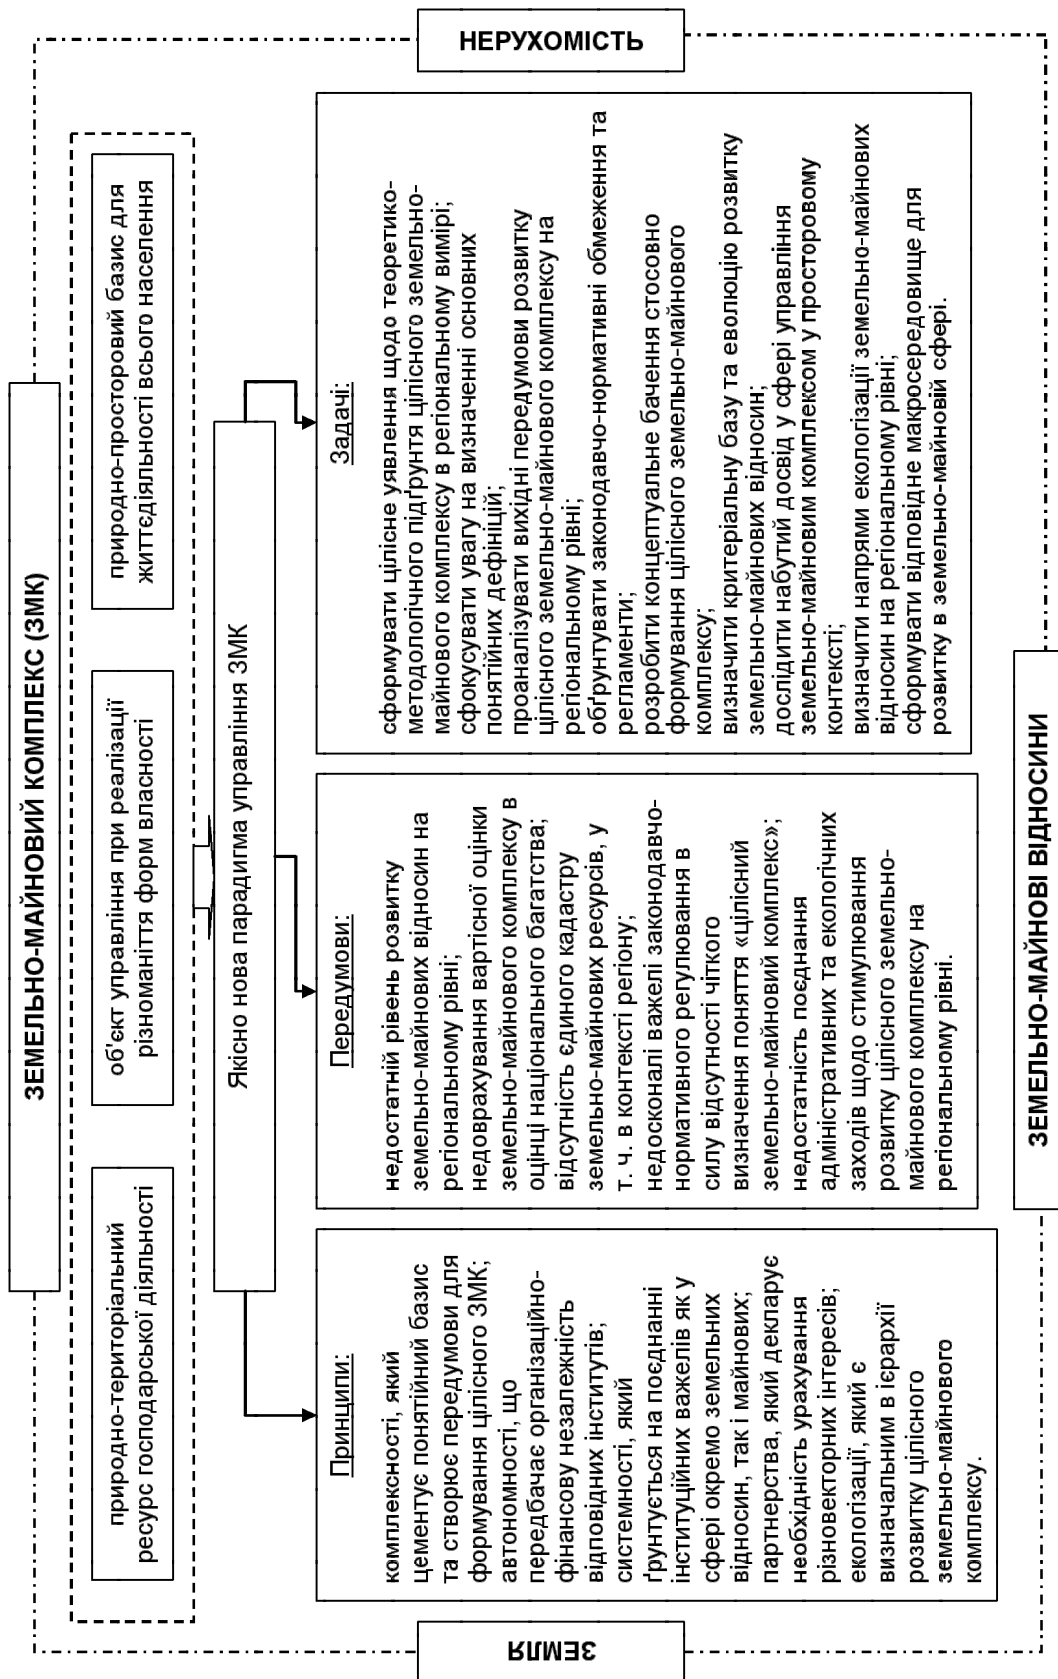 ЗЕМЕЛЬНО-МАЙНОВИЙ КОМПЛЕКС (ЗМК)
природно-територіальний
ресурс господарської діяльності
об'єкт управління при реалізації
різноманіття форм власності
природно-просторовий базис для
життєдіяльності всього населення
Якісно нова парадигма управління ЗМК
Принципи:
комплексності, який
цементує понятійний базис
та створює передумови для
формування цілісного ЗМК;
автономності, що
передбачає організаційно-
фінансову незалежність
відповідних інститутів;
системності, який
ґрунтується на поєднанні
інституційних важелів як у
сфері окремо земельних
відносин, так і майнових;
партнерства, який декларує
необхідність урахування
різновекторних інтересів;
екологізації, який є
визначальним в ієрархії
розвитку цілісного
земельно-майнового
комплексу.
Передумови:
недостатній рівень розвитку
земельно-майнових відносин на
регіональному рівні;
недоврахування вартісної оцінки
земельно-майнового комплексу в
оцінці національного багатства;
відсутність єдиного кадастру
земельно-майнових ресурсів, у
т. ч. в контексті регіону;
недосконалі важелі законодавчо-
нормативного регулювання в
силу відсутності чіткого
визначення поняття «цілісний
земельно-майновий комплекс»;
недостатність поєднання
адміністративних та екологічних
заходів щодо стимулювання
розвитку цілісного земельно-
майнового комплексу на
регіональному рівні.
Задачі:
сформувати цілісне уявлення щодо теоретико-
методологічного підґрунтя цілісного земельно-
майнового комплексу в регіональному вимірі;
сфокусувати увагу на визначенні основних
понятійних дефініцій;
проаналізувати вихідні передумови розвитку
цілісного земельно-майнового комплексу на
регіональному рівні;
обґрунтувати законодавчо-нормативні обмеження та
регламенти;
розробити концептуальне бачення стосовно
формування цілісного земельно-майнового
комплексу;
визначити критеріальну базу та еволюцію розвитку
земельно-майнових відносин;
дослідити набутий досвід у сфері управління
земельно-майновим комплексом у просторовому
контексті;
визначити напрями екологізації земельно-майнових
відносин на регіональному рівні;
сформувати відповідне макросередовище для
розвитку в земельно-майновій сфері.
ЗЕМЛЯ
НЕРУХОМІСТЬ
ЗЕМЕЛЬНО-МАЙНОВІ ВІДНОСИНИ